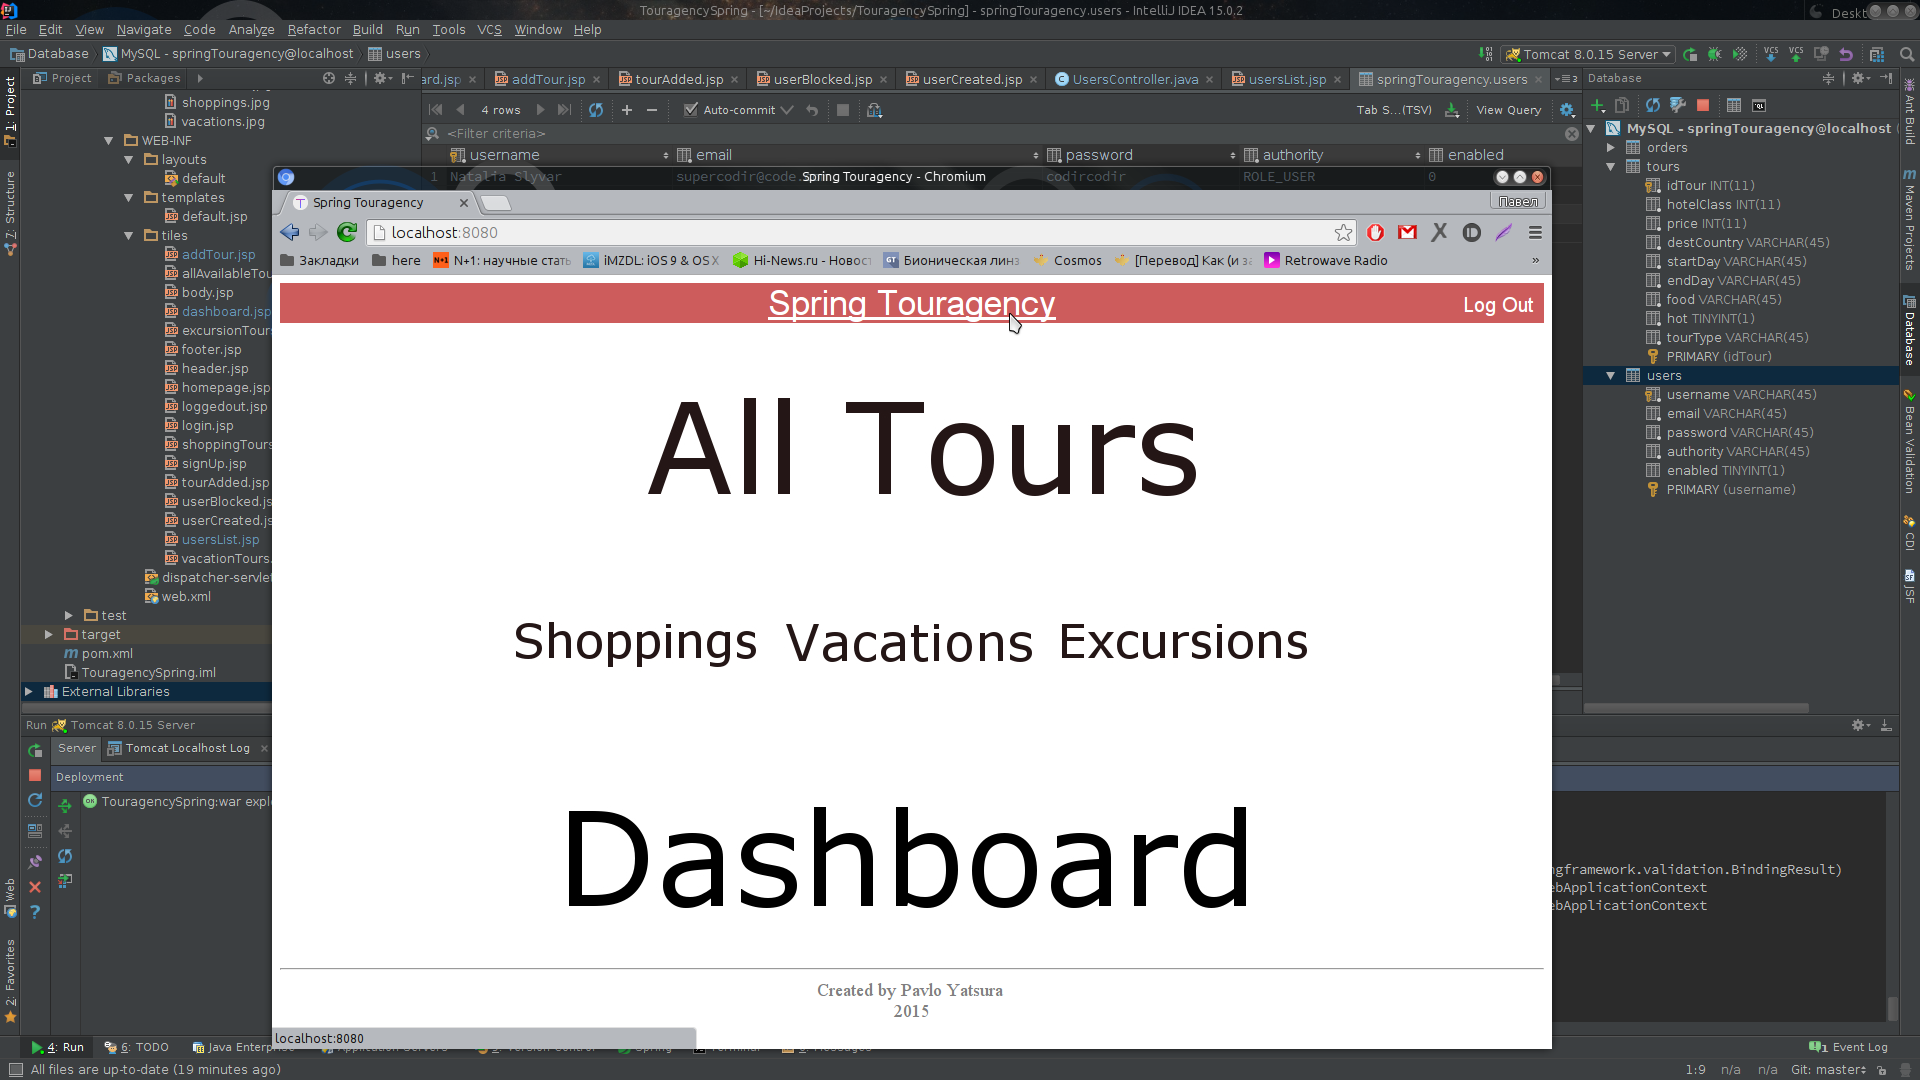 TouragencySpring - [~/IdeaProjects/TouragencySpring] - springTouragency.users - IntelliJ IDEA 15.0.2
Deskt
File Edit View Navigate Code Analyze Refactor Build Run Tools VCS Window Help
Database MySQL - springTouragency@localhost users
Tomcat 8.0.15 Server
Project Packages
ard.jsp addTour.jsp tourAdded.jsp userBlocked.jsp userCreated.jsp UsersController.java usersList.jsp springTouragency.users
4 rows Auto-commit Tab S...(TSV) View Query
<Filter criteria>
username email password authority enabled
1 Natalia Slyvar supercodir@code. codircodir ROLE_USER 0
1: Project
7: Structure
Web
2: Favorites
shoppings.jpg
vacations.jpg
WEB-INF
layouts
default
templates
default.jsp
tiles
addTour.jsp
allAvailableTou
body.jsp
dashboard.jsp
excursionTours
footer.jsp
header.jsp
homepage.jsp
loggedout.jsp
login.jsp
shoppingTours
signUp.jsp
tourAdded.jsp
userBlocked.js
userCreated.js
usersList.jsp
vacationTours.
dispatcher-servlet
web.xml
test
target
pom.xml
TouragencySpring.iml
External Libraries
Spring Touragency - Chromium
Spring Touragency
Павел
localhost:8080
Закладки here N+1: научные стать iMZDL: iOS 9 & OS X Hi-News.ru - Новост Бионическая линз Cosmos [Перевод] Как (и за Retrowave Radio »
Spring Touragency
Log Out
All Tours
Shoppings Vacations Excursions
Dashboard
Created by Pavlo Yatsura
2015
localhost:8080
Database
MySQL - springTouragency@localhost
orders
tours
idTour INT(11)
hotelClass INT(11)
price INT(11)
destCountry VARCHAR(45)
startDay VARCHAR(45)
endDay VARCHAR(45)
food VARCHAR(45)
hot TINYINT(1)
tourType VARCHAR(45)
PRIMARY (idTour)
users
username VARCHAR(45)
email VARCHAR(45)
password VARCHAR(45)
authority VARCHAR(45)
enabled TINYINT(1)
PRIMARY (username)
Ant Build
Maven Projects
Database
Bean Validation
CDI
JSF
Run Tomcat 8.0.15 Server
Server Tomcat Localhost Log
Deployment
TouragencySpring:war expl
ngframework.validation.BindingResult)
ebApplicationContext
ebApplicationContext
4: Run 6: TODO Java Enterpri
Event Log
All files are up-to-date (19 minutes ago)
1:9 n/a n/a Git: master